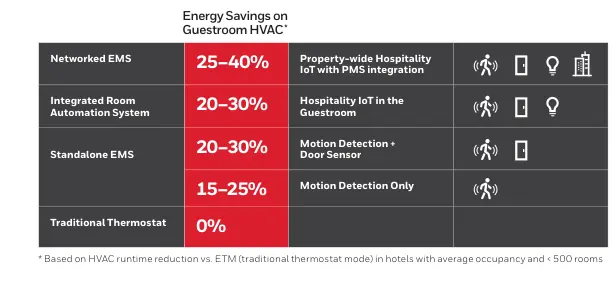 Energy Savings on
Guestroom HVAC*
Networked EMS
25–40%
Property-wide Hospitality
IoT with PMS integration
Integrated Room
Automation System
20–30%
Hospitality IoT in the
Guestroom
Standalone EMS
20–30%
Motion Detection +
Door Sensor
15–25%
Motion Detection Only
Traditional Thermostat
0%
* Based on HVAC runtime reduction vs. ETM (traditional thermostat mode) in hotels with average occupancy and < 500 rooms